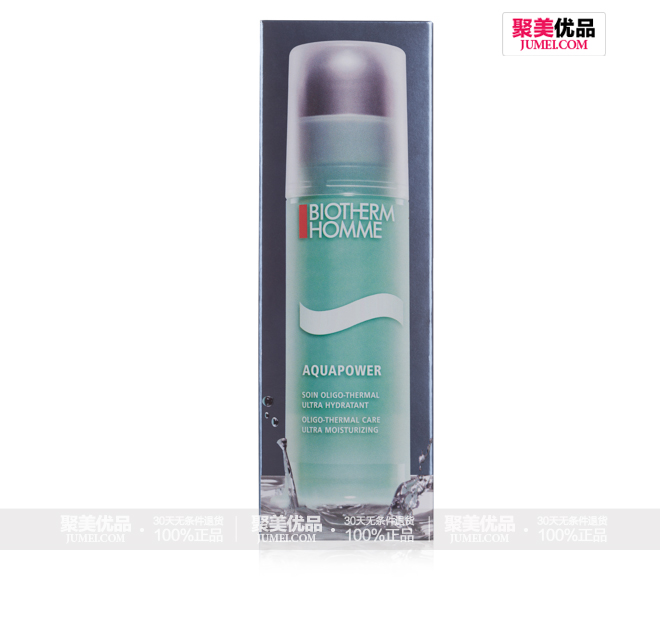 聚美优品
JUMEI.COM
BIOTHERM
HOMME
AQUAPOWER
SOIN OLIGO-THERMAL
ULTRA HYDRATANT
OLIGO-THERMAL CARE
ULTRA MOISTURIZING
聚美优品 · 30天无条件退货 聚美优品 · 30天无条件退货 聚美优品 · 30天无条件退货
JUMEI.COM 100%正品 JUMEI.COM 100%正品 JUMEI.COM 100%正品